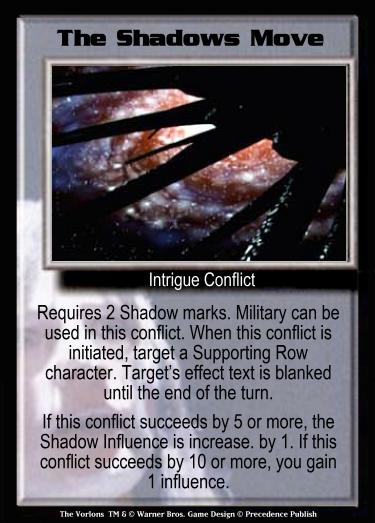 The Shadows Move
Intrigue Conflict
Requires 2 Shadow marks. Military can be
used in this conflict. When this conflict is
initiated, target a Supporting Row
character. Target's effect text is blanked
until the end of the turn.
If this conflict succeeds by 5 or more, the
Shadow Influence is increase. by 1. If this
conflict succeeds by 10 or more, you gain
1 influence.
The Vorlons TM & © Warner Bros. Game Design © Precedence Publish